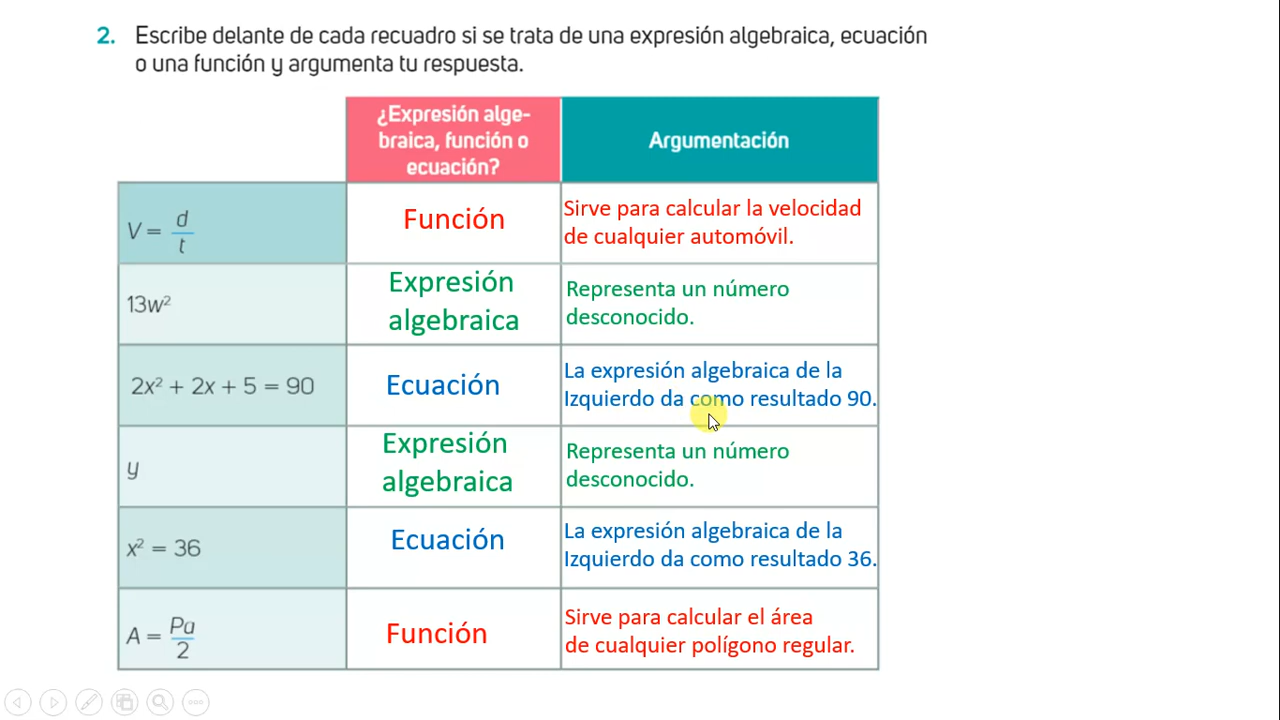 2. Escribe delante de cada recuadro si se trata de una expresión algebraica, ecuación
o una función y argumenta tu respuesta.
¿Expresión alge-
braica, función o
ecuación?
Argumentación
V = d/t
Función
Sirve para calcular la velocidad
de cualquier automóvil.
13w²
Expresión
algebraica
Representa un número
desconocido.
2x² + 2x + 5 = 90
Ecuación
La expresión algebraica de la
Izquierdo da como resultado 90.
y
Expresión
algebraica
Representa un número
desconocido.
x² = 36
Ecuación
La expresión algebraica de la
Izquierdo da como resultado 36.
A = Pa/2
Función
Sirve para calcular el área
de cualquier polígono regular.